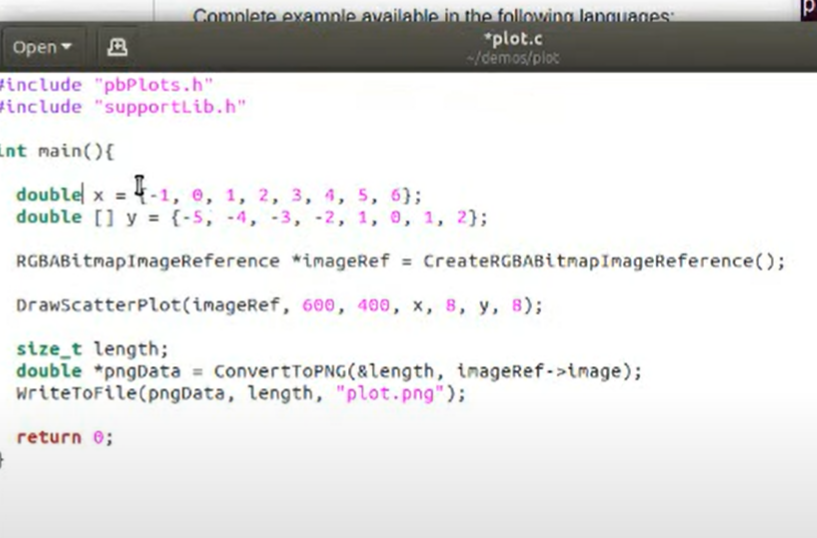 Complete example available in the following languages:
Open
*plot.c
~/demos/plot
#include "pbPlots.h"
#include "supportLib.h"
int main(){
double x = {-1, 0, 1, 2, 3, 4, 5, 6};
double [] y = {-5, -4, -3, -2, 1, 0, 1, 2};
RGBABitmapImageReference *imageRef = CreateRGBABitmapImageReference();
DrawScatterPlot(imageRef, 600, 400, x, 8, y, 8);
size_t length;
double *pngData = ConvertToPNG(&length, imageRef->image);
WriteToFile(pngData, length, "plot.png");
return 0;
}